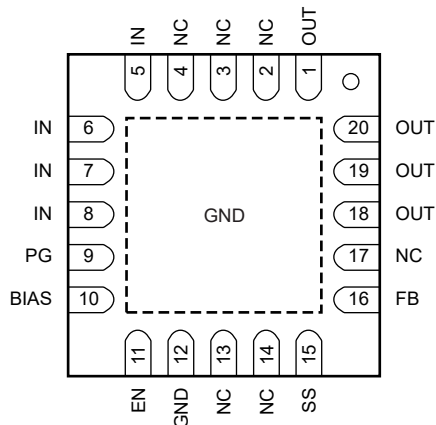 IN NC NC NC OUT
5 4 3 2 1
IN 6 20 OUT
IN 7 19 OUT
IN 8 GND 18 OUT
PG 9 17 NC
BIAS 10 16 FB
11 12 13 14 15
EN GND NC NC SS